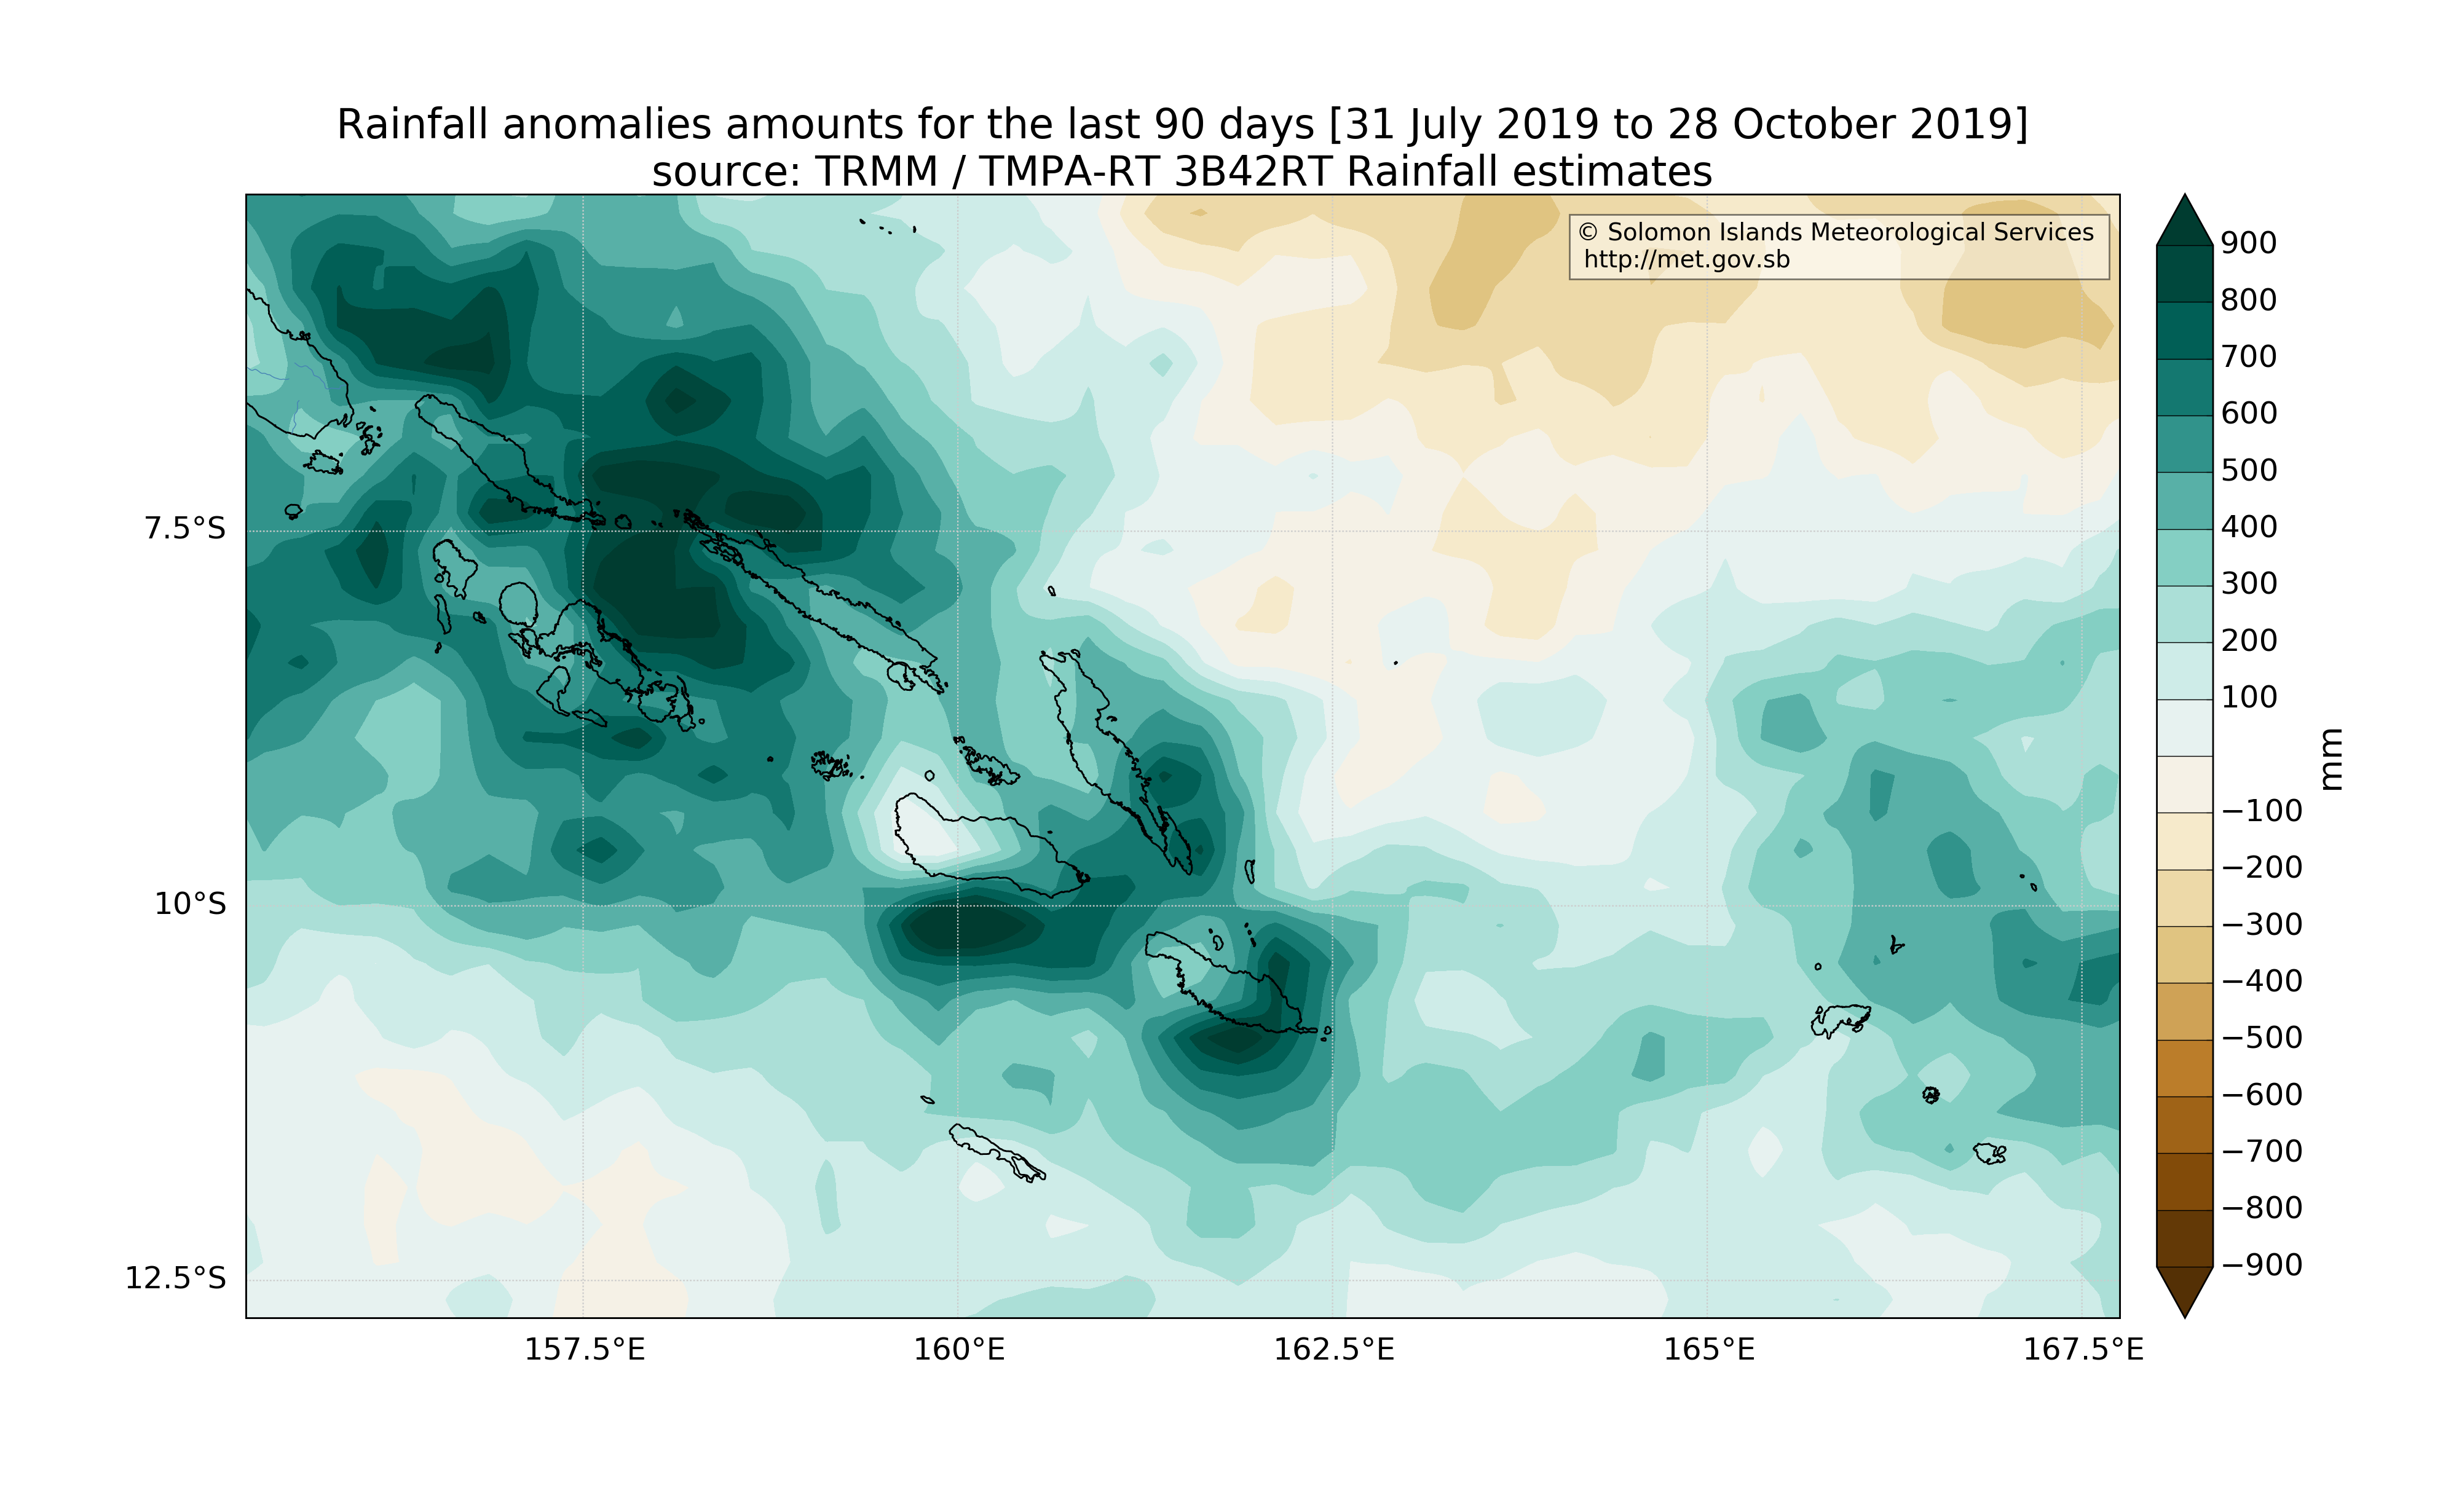 Rainfall anomalies amounts for the last 90 days [31 July 2019 to 28 October 2019]
source: TRMM / TMPA-RT 3B42RT Rainfall estimates
© Solomon Islands Meteorological Services
http://met.gov.sb
7.5°S
10°S
12.5°S
157.5°E
160°E
162.5°E
165°E
167.5°E
900
800
700
600
500
400
300
200
100
−100
−200
−300
−400
−500
−600
−700
−800
−900
mm